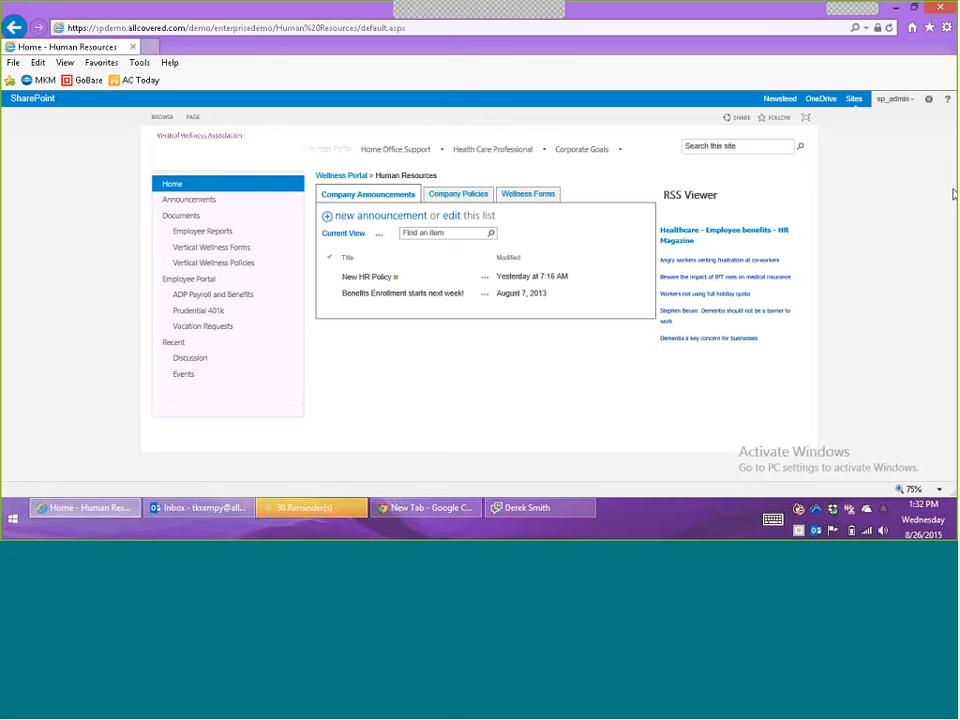 https://spdemo.allcovered.com/demo/enterprisedemo/Human%20Resources/default.aspx
Home - Human Resources
File Edit View Favorites Tools Help
MKM GoBase AC Today
SharePoint Newsfeed OneDrive Sites sp_admin ?
BROWSE PAGE SHARE FOLLOW
Vertical Wellness Association
Wellness Portal Home Office Support Health Care Professional Corporate Goals Search this site
Wellness Portal > Human Resources
Home
Announcements
Documents
Employee Reports
Vertical Wellness Forms
Vertical Wellness Policies
Employee Portal
ADP Payroll and Benefits
Prudential 401k
Vacation Requests
Recent
Discussion
Events
Company Announcements Company Policies Wellness Forms
new announcement or edit this list
Current View ... Find an item
Title Modified
New HR Policy ... Yesterday at 7:16 AM
Benefits Enrollment starts next week! ... August 7, 2013
RSS Viewer
Healthcare - Employee benefits - HR
Magazine
Angry workers venting frustration at co-workers
Beware the impact of IPT rises on medical insurance
Workers not using full holiday quota
Stephen Bevan: Dementia should not be a barrier to
work
Dementia a key concern for businesses
Activate Windows
Go to PC settings to activate Windows.
75%
Home - Human Res... Inbox - tkrampy@all... 30 Reminder(s) New Tab - Google C... Derek Smith
1:32 PM
Wednesday
8/26/2015